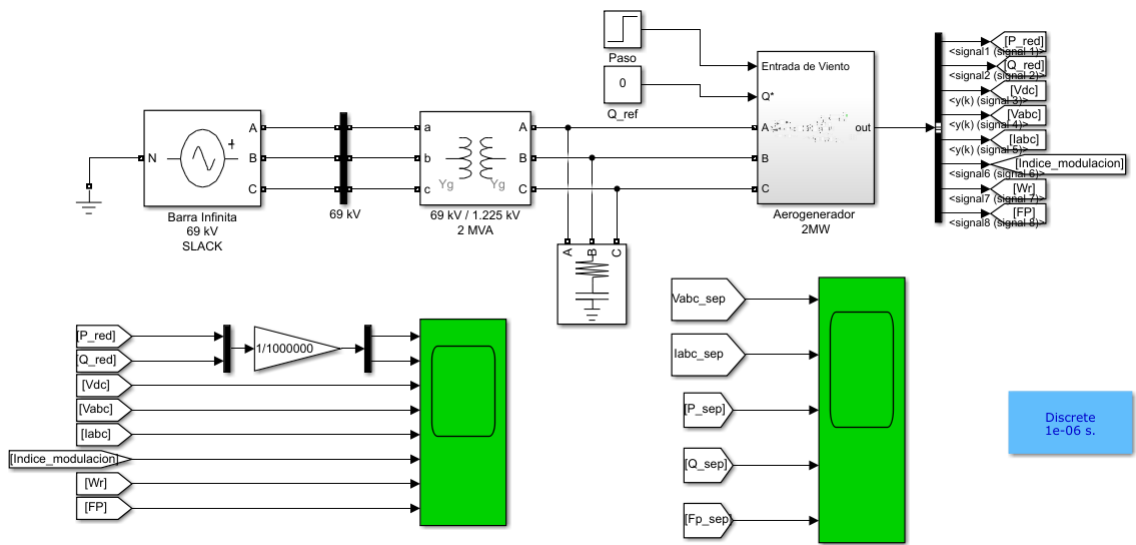 Paso
0
Q_ref
Entrada de Viento
Q*
A
B
C
out
Aerogenerador
2MW
N
A
B
C
Barra Infinita
69 kV
SLACK
69 kV
a
b
c
A
B
C
Yg
Yg
69 kV / 1.225 kV
2 MVA
A
B
C
[P_red]
<signal1 (signal 1)>
[Q_red]
<signal2 (signal 2)>
[Vdc]
<y(k) (signal 3)>
[Vabc]
<y(k) (signal 4)>
[Iabc]
<y(k) (signal 5)>
[Indice_modulacion]
<signal6 (signal 6)>
[Wr]
<signal7 (signal 7)>
[FP]
<signal8 (signal 8)>
[P_red]
[Q_red]
1/1000000
[Vdc]
[Vabc]
[Iabc]
[Indice_modulacion]
[Wr]
[FP]
Vabc_sep
Iabc_sep
[P_sep]
[Q_sep]
[Fp_sep]
Discrete
1e-06 s.